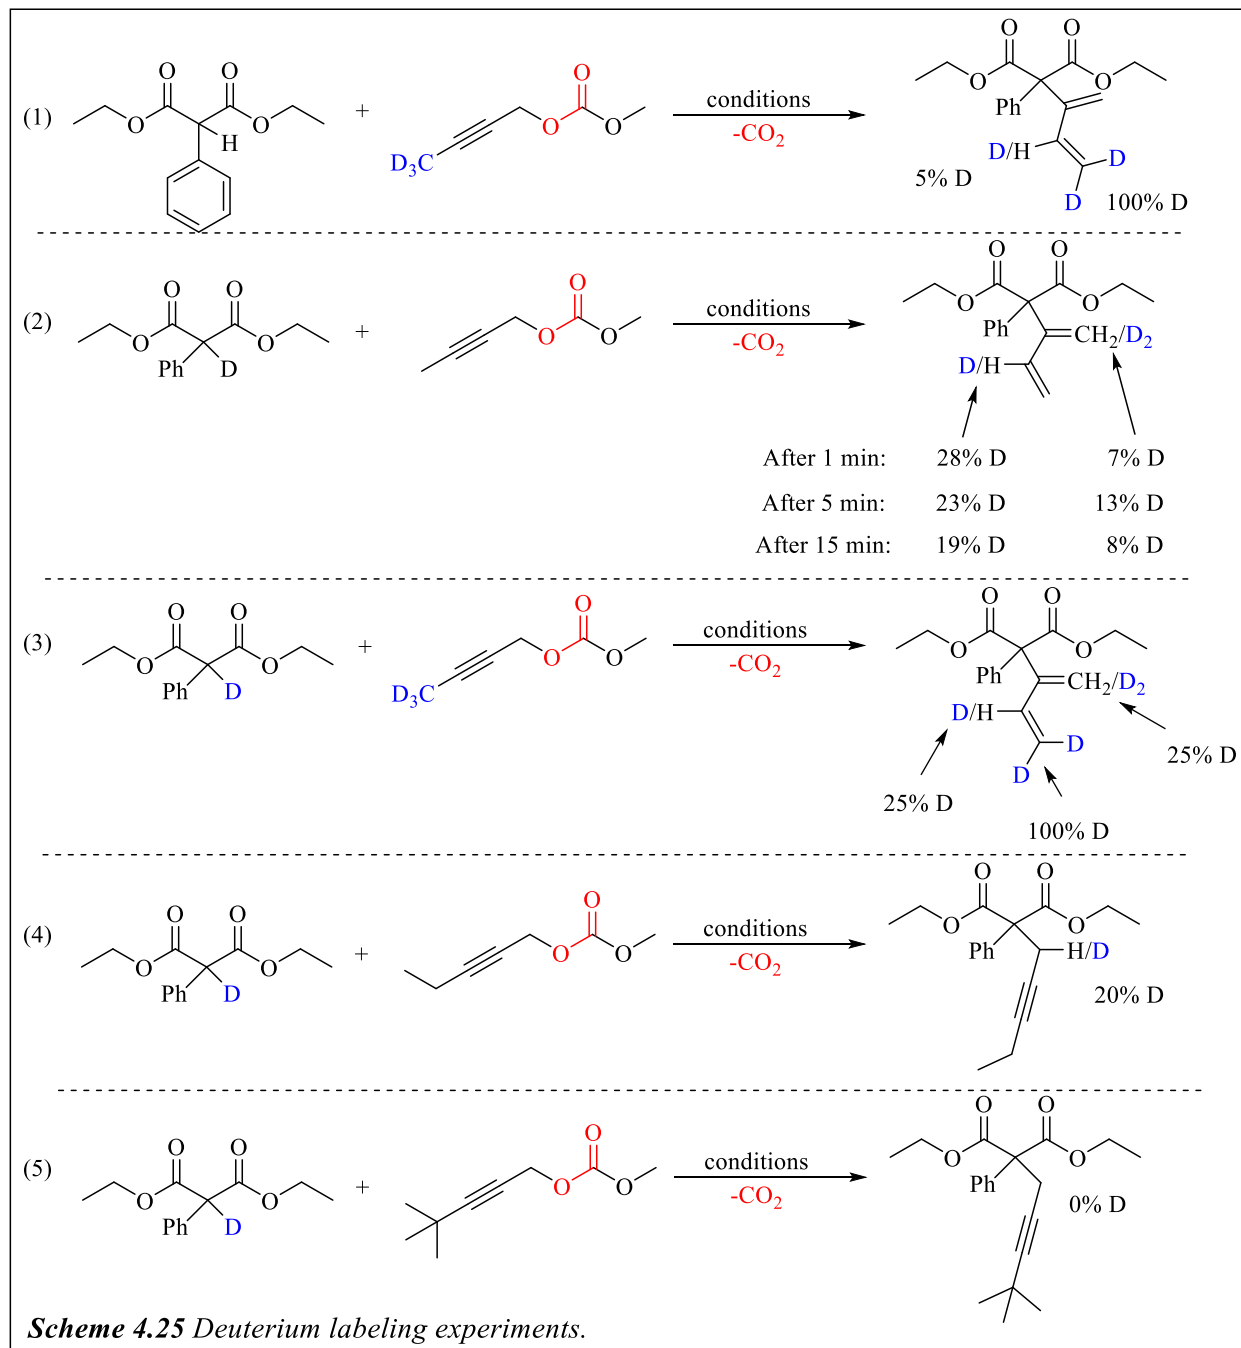 (1)
O O
O O
H
+
D3C
O
O O
conditions
-CO2
O O
O O
Ph
D/H
D
D
5% D
100% D
(2)
O O
O O
Ph D
+
O
O O
conditions
-CO2
O O
O O
Ph
CH2/D2
D/H
After 1 min: 28% D 7% D
After 5 min: 23% D 13% D
After 15 min: 19% D 8% D
(3)
O O
O O
Ph D
+
D3C
O
O O
conditions
-CO2
O O
O O
Ph
CH2/D2
D/H
D
D
25% D
25% D
100% D
(4)
O O
O O
Ph D
+
O
O O
conditions
-CO2
O O
O O
Ph
H/D
20% D
(5)
O O
O O
Ph D
+
O
O O
conditions
-CO2
O O
O O
Ph
0% D
Scheme 4.25 Deuterium labeling experiments.